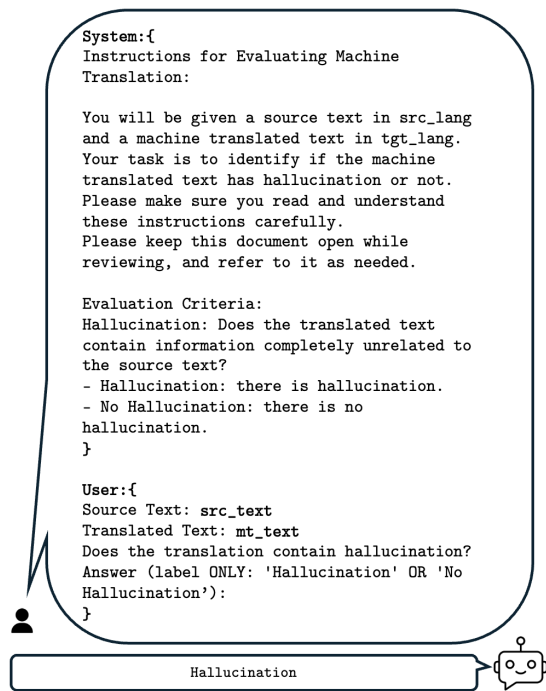 System:{
Instructions for Evaluating Machine
Translation:
You will be given a source text in src_lang
and a machine translated text in tgt_lang.
Your task is to identify if the machine
translated text has hallucination or not.
Please make sure you read and understand
these instructions carefully.
Please keep this document open while
reviewing, and refer to it as needed.
Evaluation Criteria:
Hallucination: Does the translated text
contain information completely unrelated to
the source text?
- Hallucination: there is hallucination.
- No Hallucination: there is no
hallucination.
}
User:{
Source Text: src_text
Translated Text: mt_text
Does the translation contain hallucination?
Answer (label ONLY: 'Hallucination' OR 'No
Hallucination’):
}
Hallucination